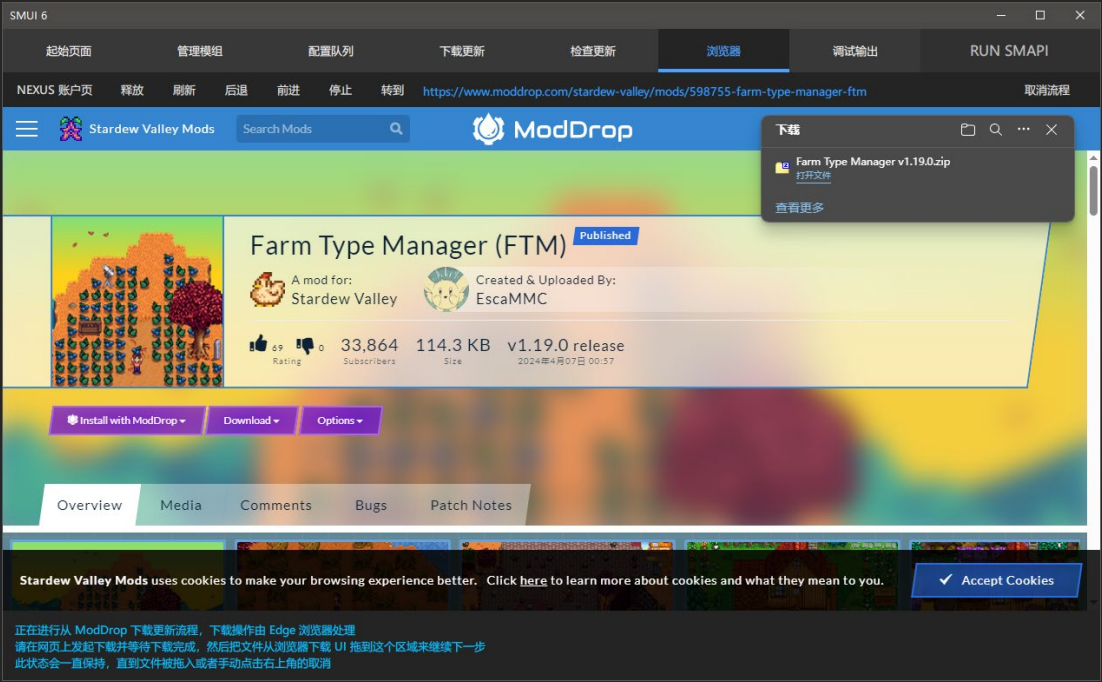 SMUI 6
起始页面 管理模组 配置队列 下载更新 检查更新 浏览器 调试输出 RUN SMAPI
NEXUS 账户页 释放 刷新 后退 前进 停止 转到 https://www.moddrop.com/stardew-valley/mods/598755-farm-type-manager-ftm 取消流程
Stardew Valley Mods Search Mods ModDrop
下载
Farm Type Manager v1.19.0.zip
打开文件
查看更多
Farm Type Manager (FTM) Published
A mod for:
Stardew Valley
Created & Uploaded By:
EscaMMC
69 0 33,864 114.3 KB v1.19.0 release
Rating Subscribers Size 2024年4月07日 00:57
Install with ModDrop Download Options
Overview Media Comments Bugs Patch Notes
Stardew Valley Mods uses cookies to make your browsing experience better. Click here to learn more about cookies and what they mean to you. Accept Cookies
正在进行从 ModDrop 下载更新流程，下载操作由 Edge 浏览器处理
请在网页上发起下载并等待下载完成，然后把文件从浏览器下载 UI 拖到这个区域来继续下一步
此状态会一直保持，直到文件被拖入或者手动点击右上角的取消